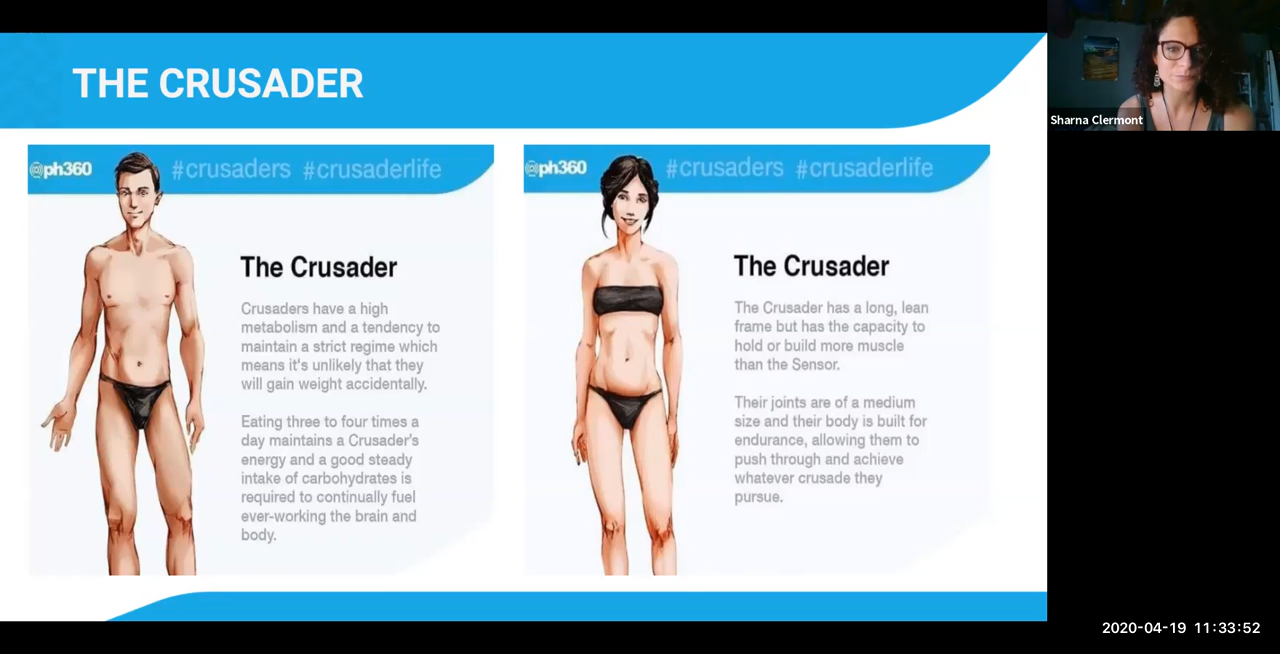 THE CRUSADER
Sharna Clermont
@ph360 #crusaders #crusaderlife
The Crusader
Crusaders have a high
metabolism and a tendency to
maintain a strict regime which
means it's unlikely that they
will gain weight accidentally.
Eating three to four times a
day maintains a Crusader's
energy and a good steady
intake of carbohydrates is
required to continually fuel
ever-working the brain and
body.
@ph360 #crusaders #crusaderlife
The Crusader
The Crusader has a long, lean
frame but has the capacity to
hold or build more muscle
than the Sensor.
Their joints are of a medium
size and their body is built for
endurance, allowing them to
push through and achieve
whatever crusade they
pursue.
2020-04-19 11:33:52